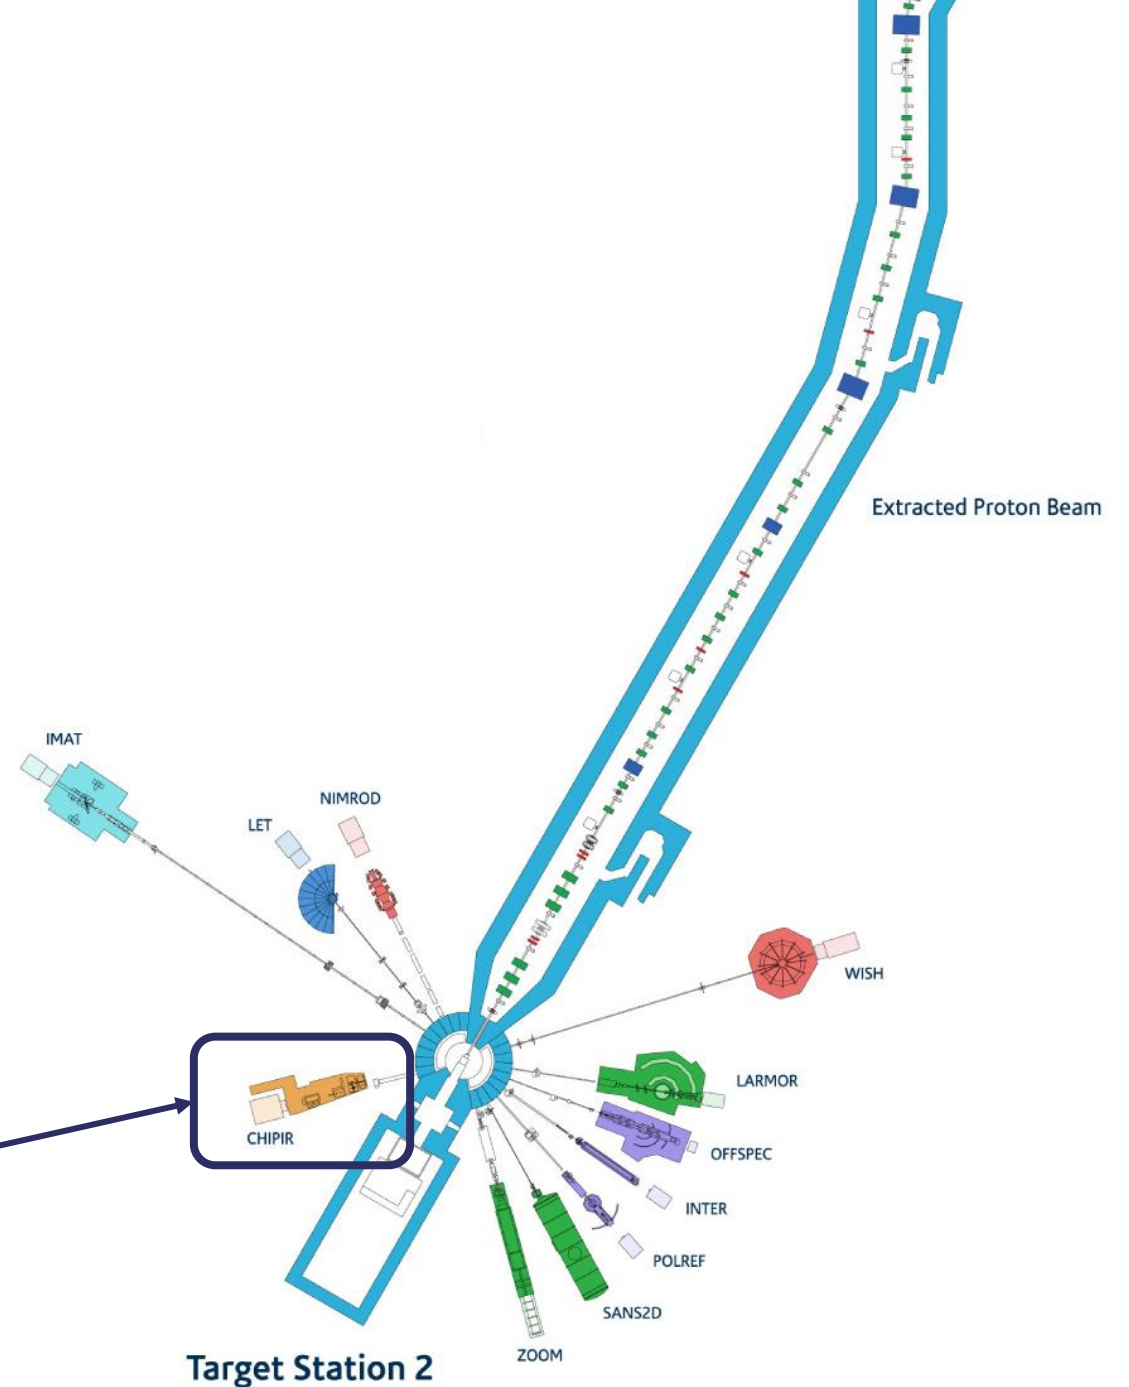 Extracted Proton Beam
IMAT
NIMROD
LET
WISH
LARMOR
CHIPIR
OFFSPEC
INTER
POLREF
SANS2D
ZOOM
Target Station 2